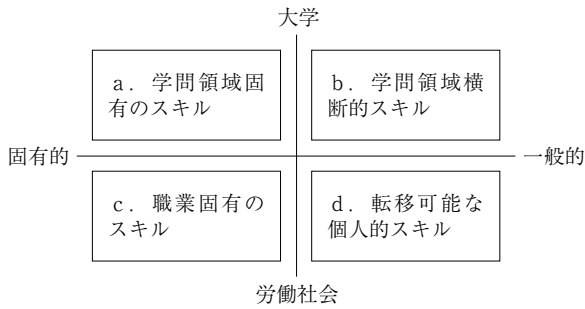 大学
a．学問領域固
有のスキル
b．学問領域横
断的スキル
固有的
一般的
c．職業固有の
スキル
d．転移可能な
個人的スキル
労働社会